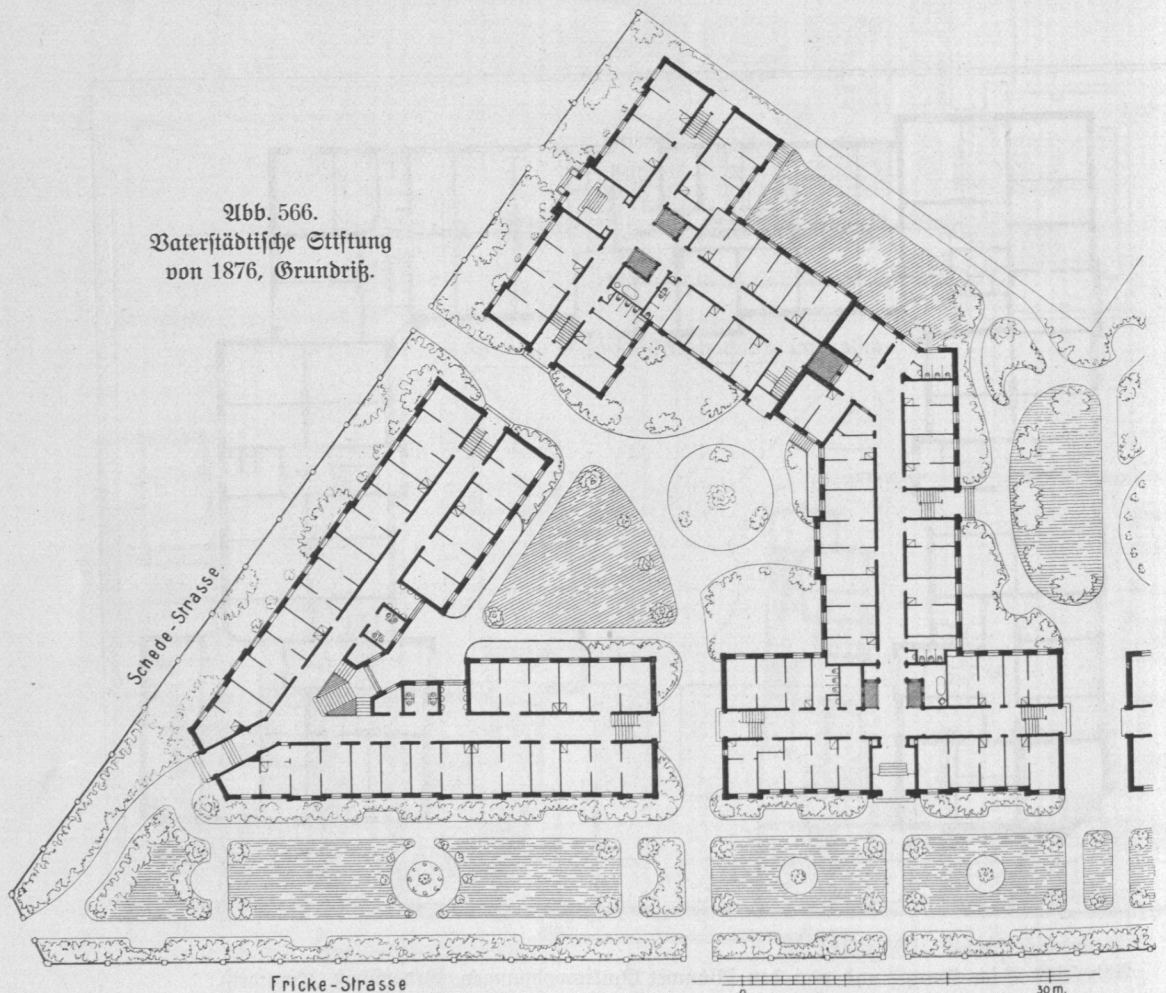 Abb. 566.
Vaterstädtische Stiftung
von 1876, Grundriß.
Schede-Strasse.
Fricke-Strasse
0
30 m.